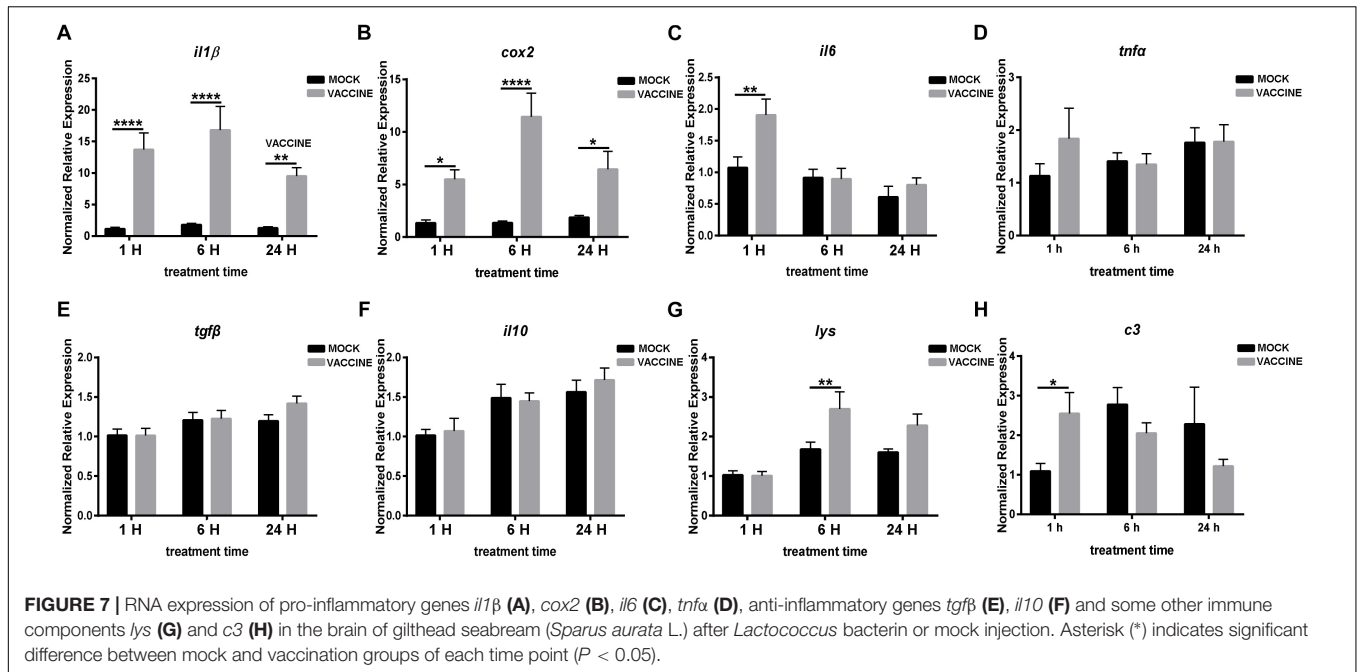 A
il1β
Normalized Relative Expression
25
20
15
10
5
0
****
****
VACCINE
**
1 H 6 H 24 H
treatment time
MOCK
VACCINE
B
cox2
Normalized Relative Expression
15
10
5
0
*
****
*
1 H 6 H 24 H
treatment time
MOCK
VACCINE
C
il6
Normalized Relative Expression
2.5
2.0
1.5
1.0
0.5
0.0
**
1 H 6 H 24 H
treatment time
MOCK
VACCINE
D
tnfα
Normalized Relative Expression
3
2
1
0
1 h 6 h 24 h
treatment time
MOCK
VACCINE
E
tgfβ
Normalized Relative Expression
2.0
1.5
1.0
0.5
0.0
1 H 6 H 24 H
treatment time
MOCK
VACCINE
F
il10
Normalized Relative Expression
2.0
1.5
1.0
0.5
0.0
1 H 6 H 24 H
treatment time
MOCK
VACCINE
G
lys
Normalized Relative Expression
4
3
2
1
0
**
1 H 6 H 24 H
treatment time
MOCK
VACCINE
H
c3
Normalized Relative Expression
4
3
2
1
0
*
1 h 6 h 24 h
treatment time
MOCK
VACCINE
FIGURE 7 | RNA expression of pro-inflammatory genes il1β (A), cox2 (B), il6 (C), tnfα (D), anti-inflammatory genes tgfβ (E), il10 (F) and some other immune
components lys (G) and c3 (H) in the brain of gilthead seabream (Sparus aurata L.) after Lactococcus bacterin or mock injection. Asterisk (*) indicates significant
difference between mock and vaccination groups of each time point (P < 0.05).